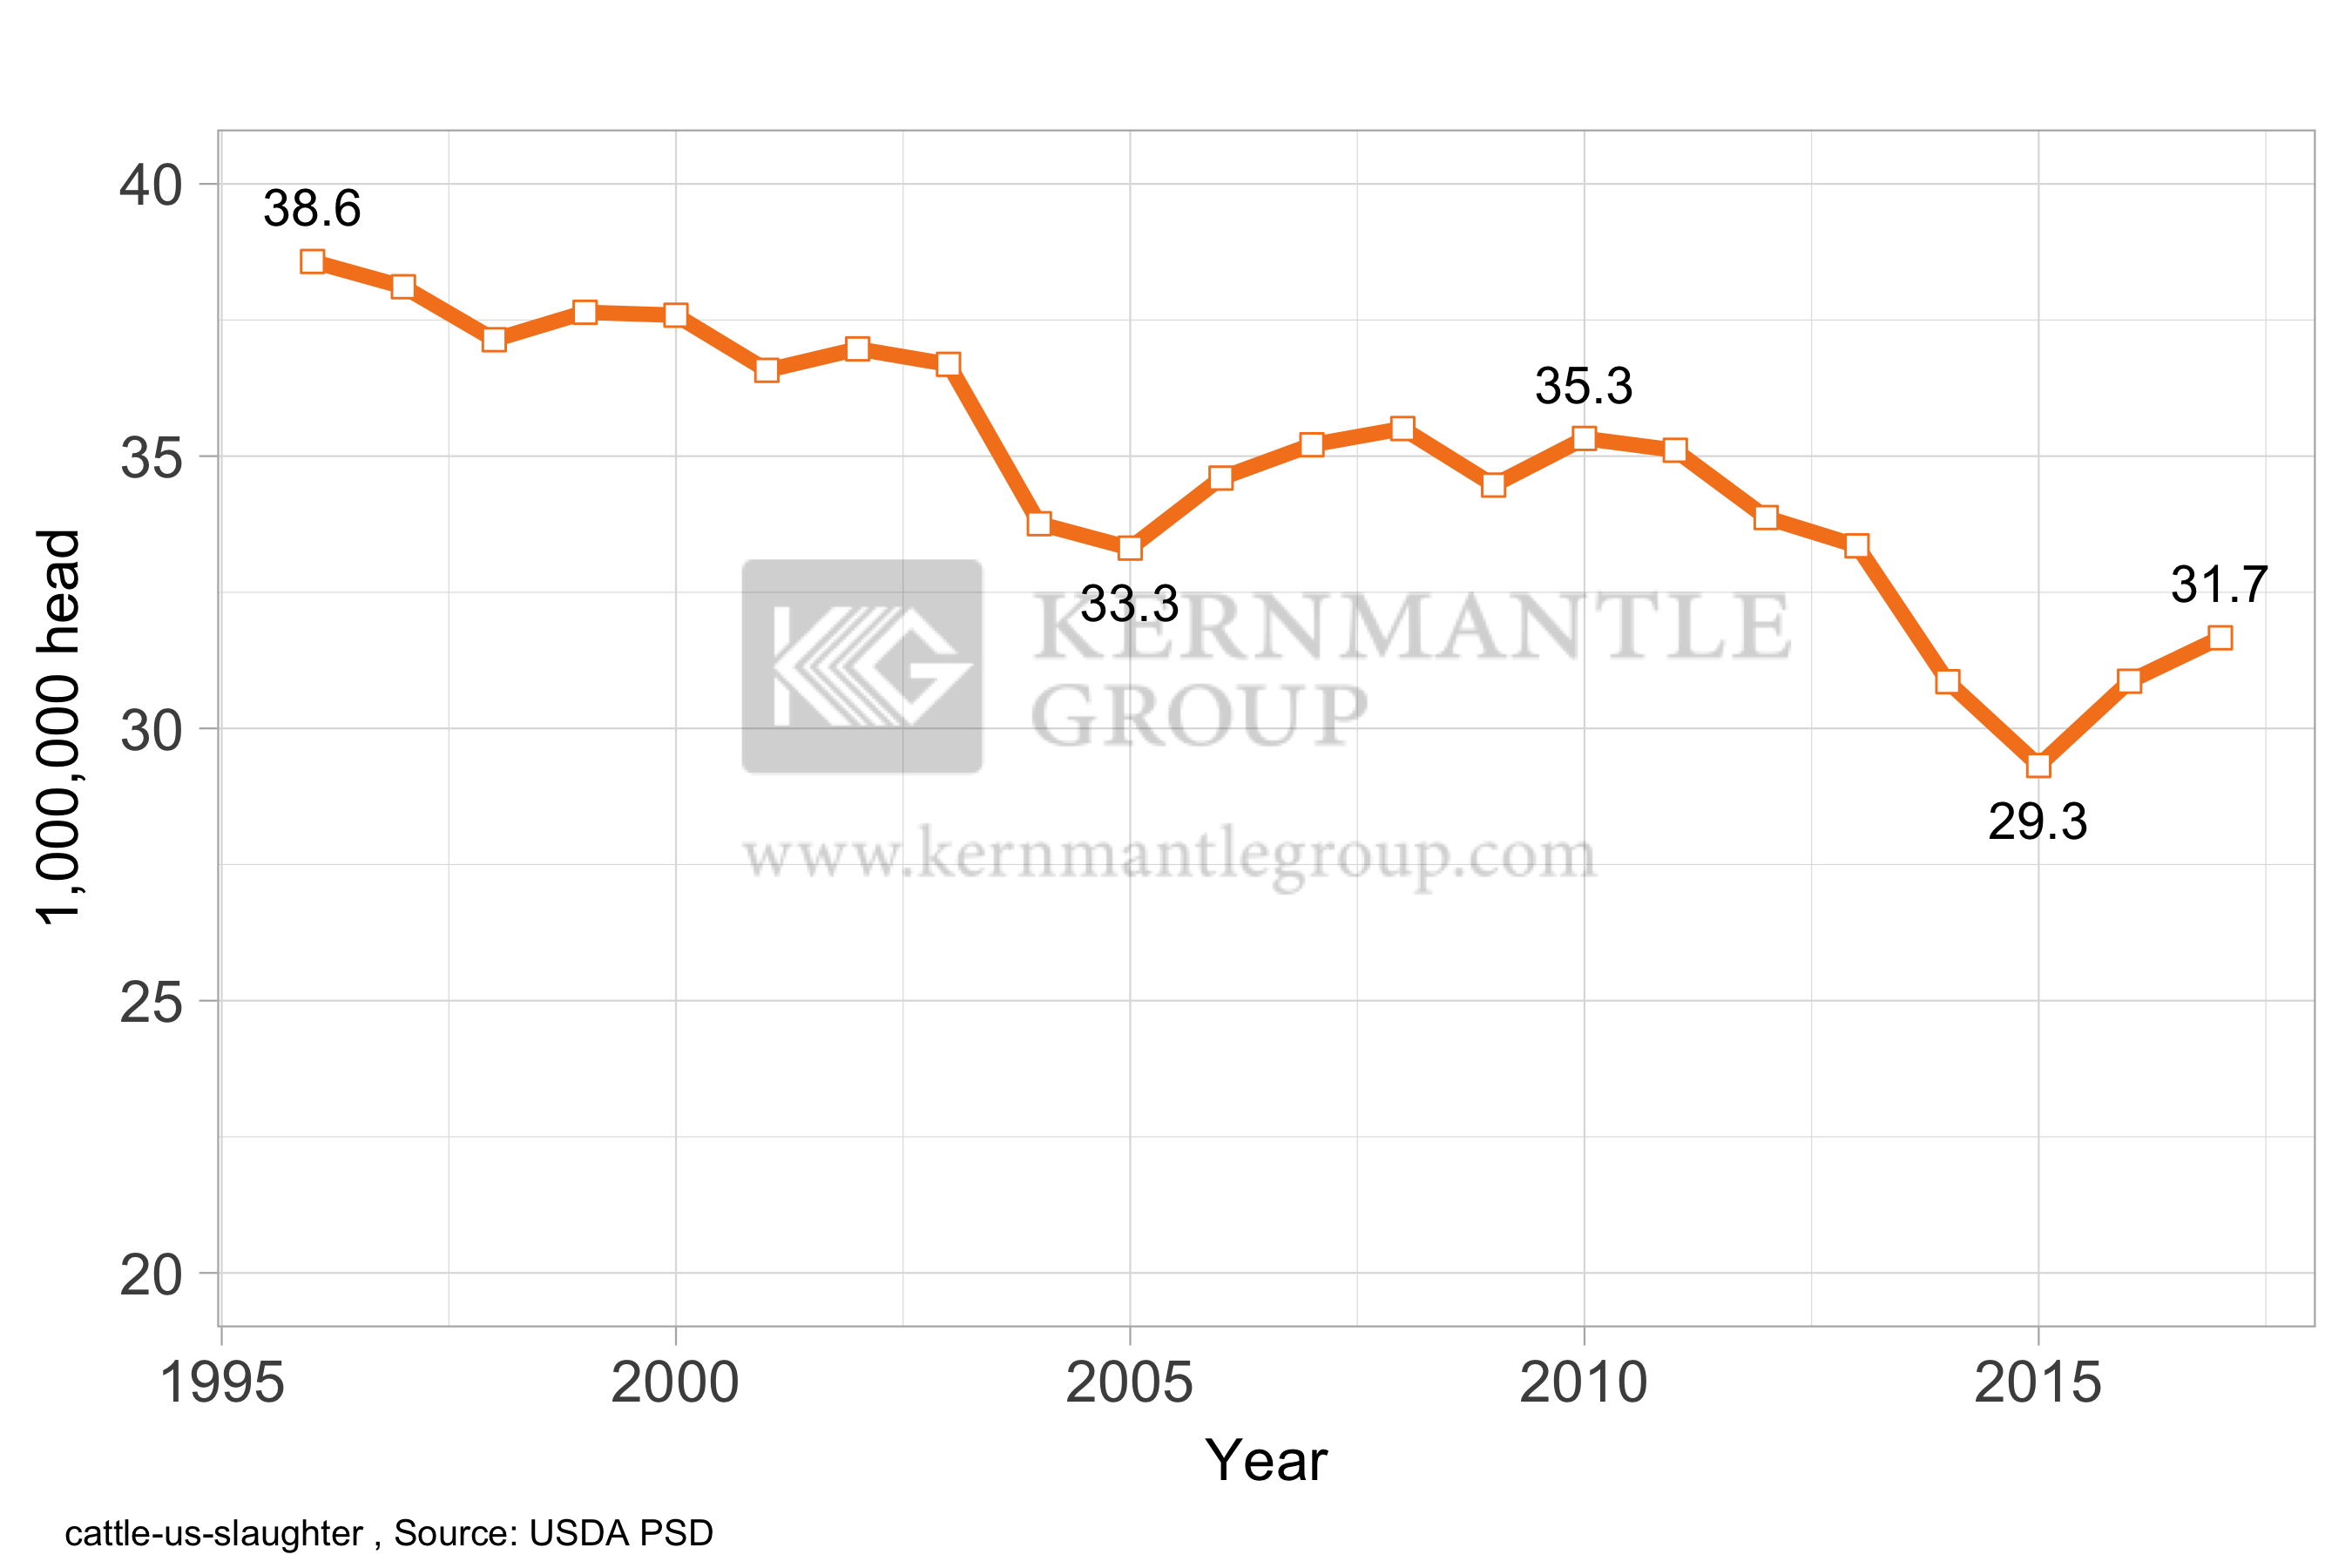 40
38.6
35.3
35
31.7
1,000,000 head
33.3
KERNMANTLE
GROUP
30
29.3
www.kernmantlegroup.com
25
20
1995 2000 2005 2010 2015
Year
cattle-us-slaughter , Source: USDA PSD